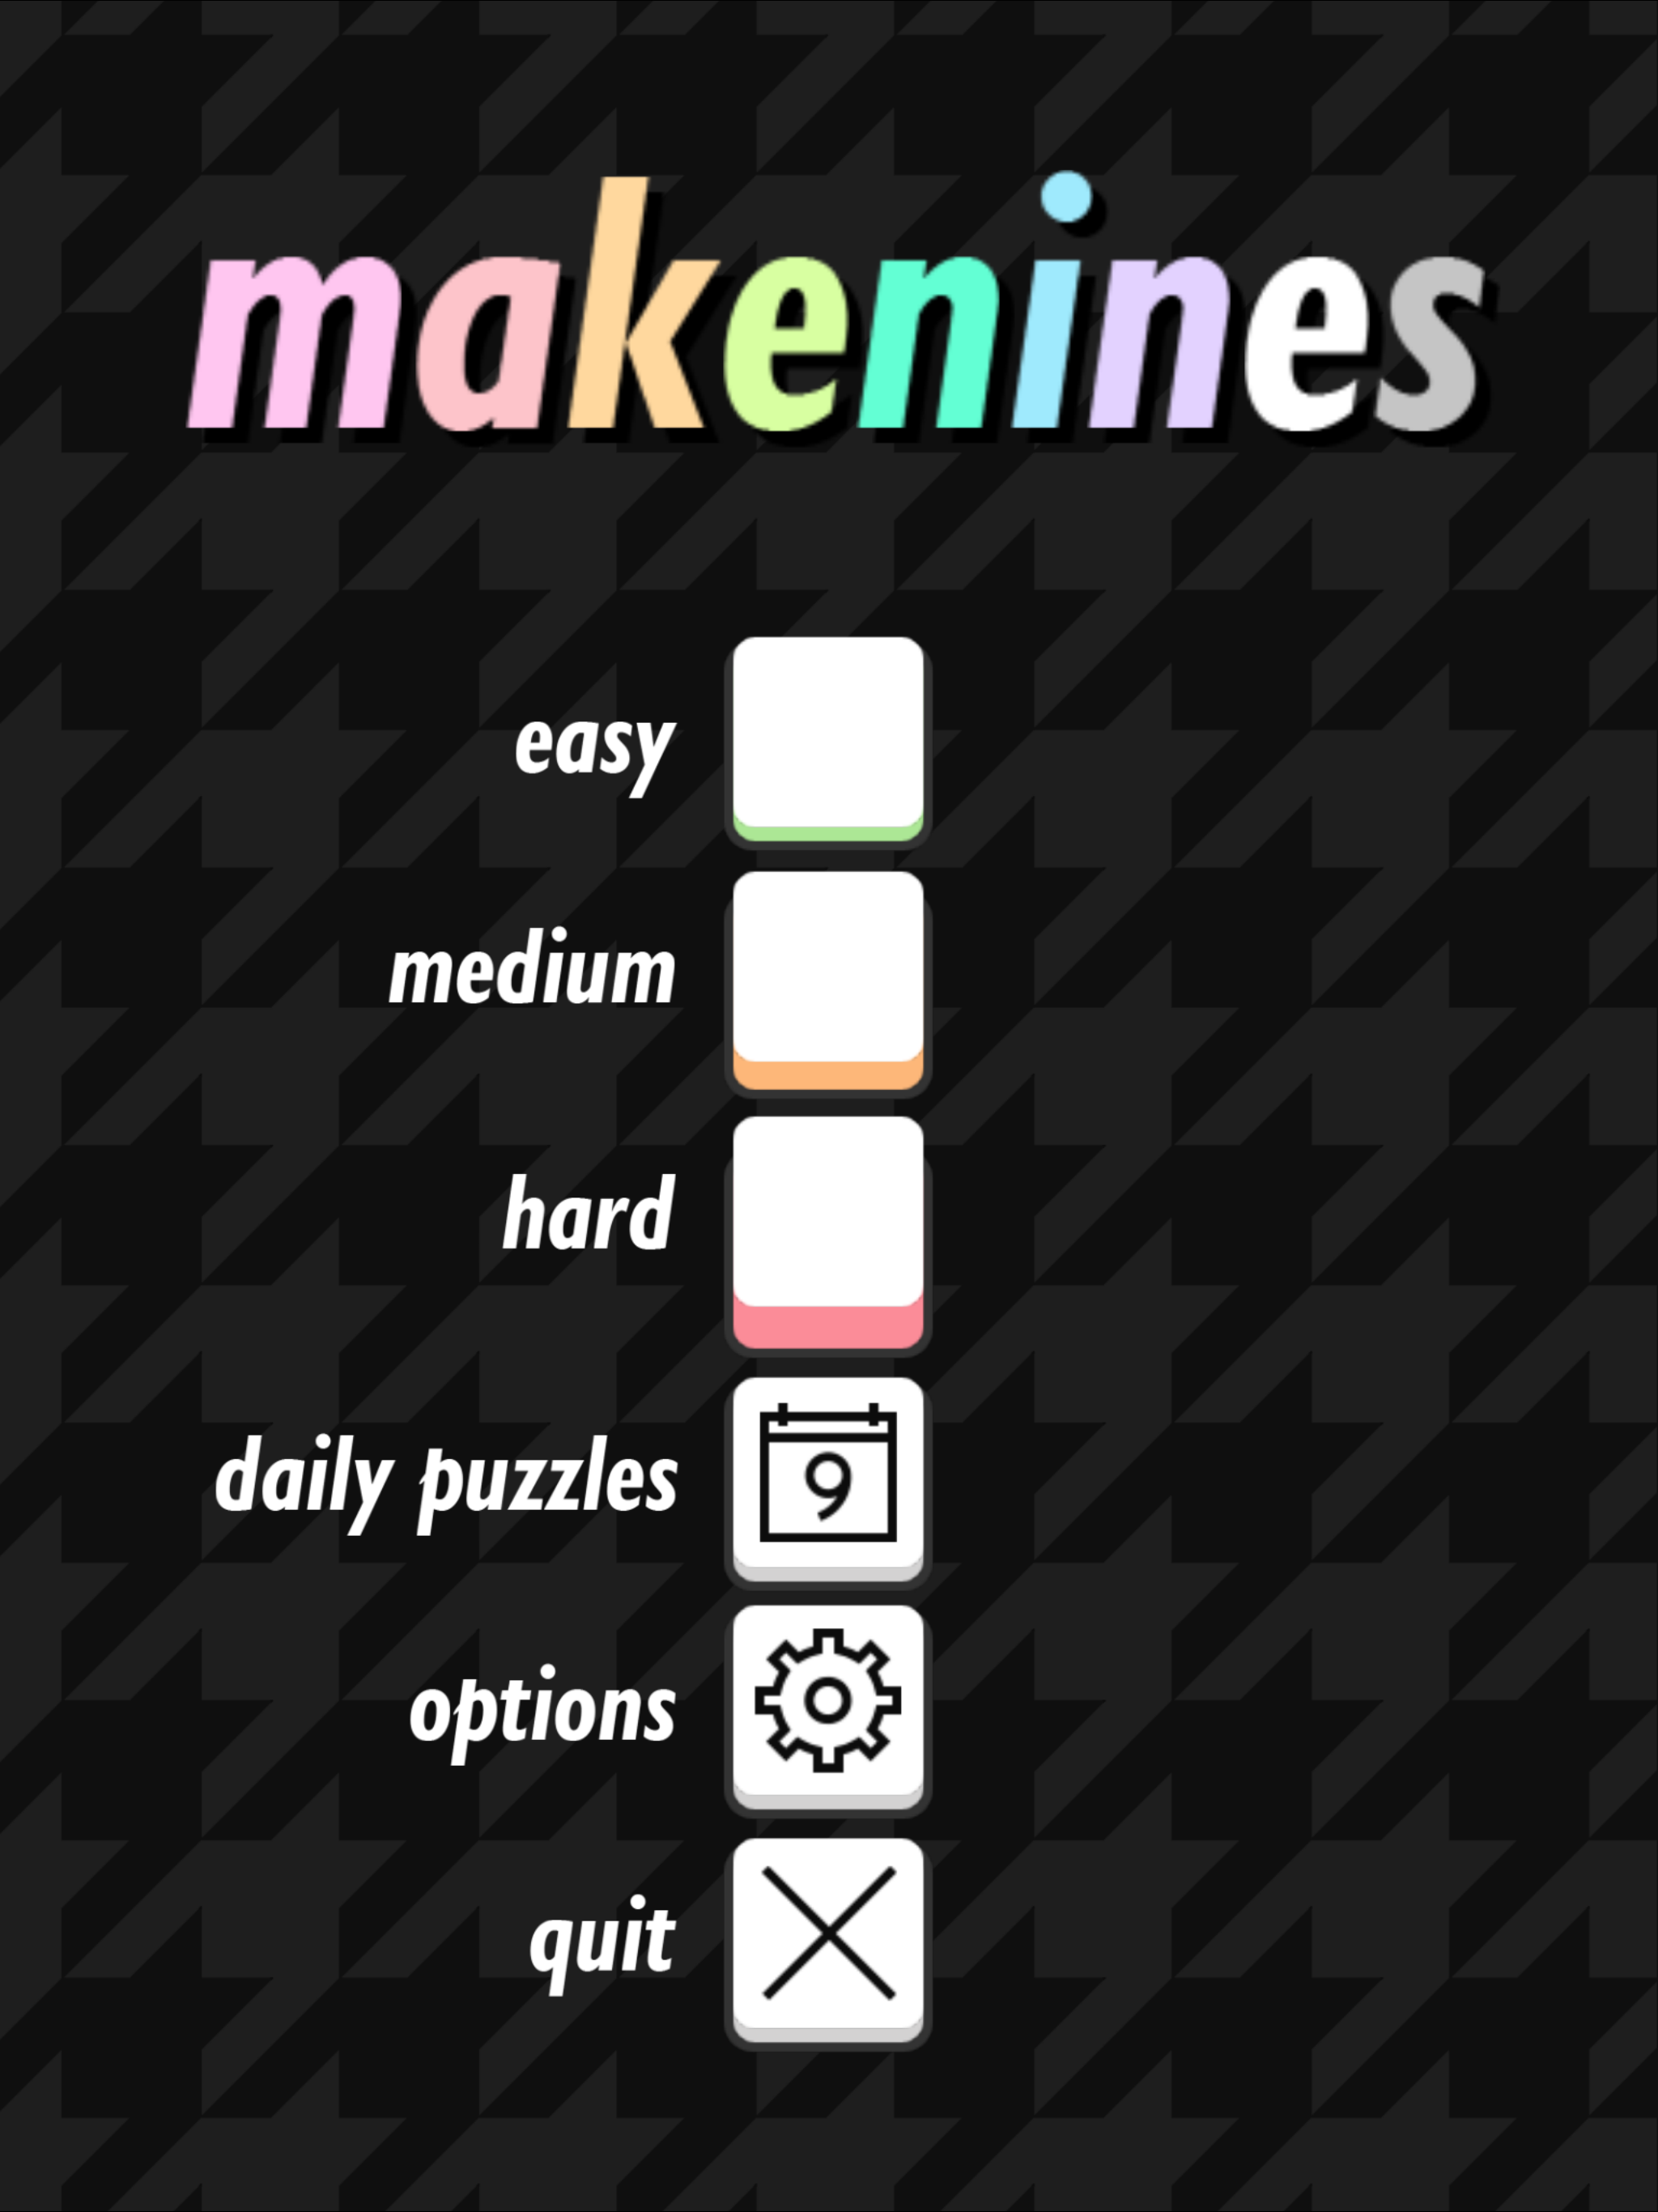 makenines
easy
medium
hard
daily puzzles
9
options
quit